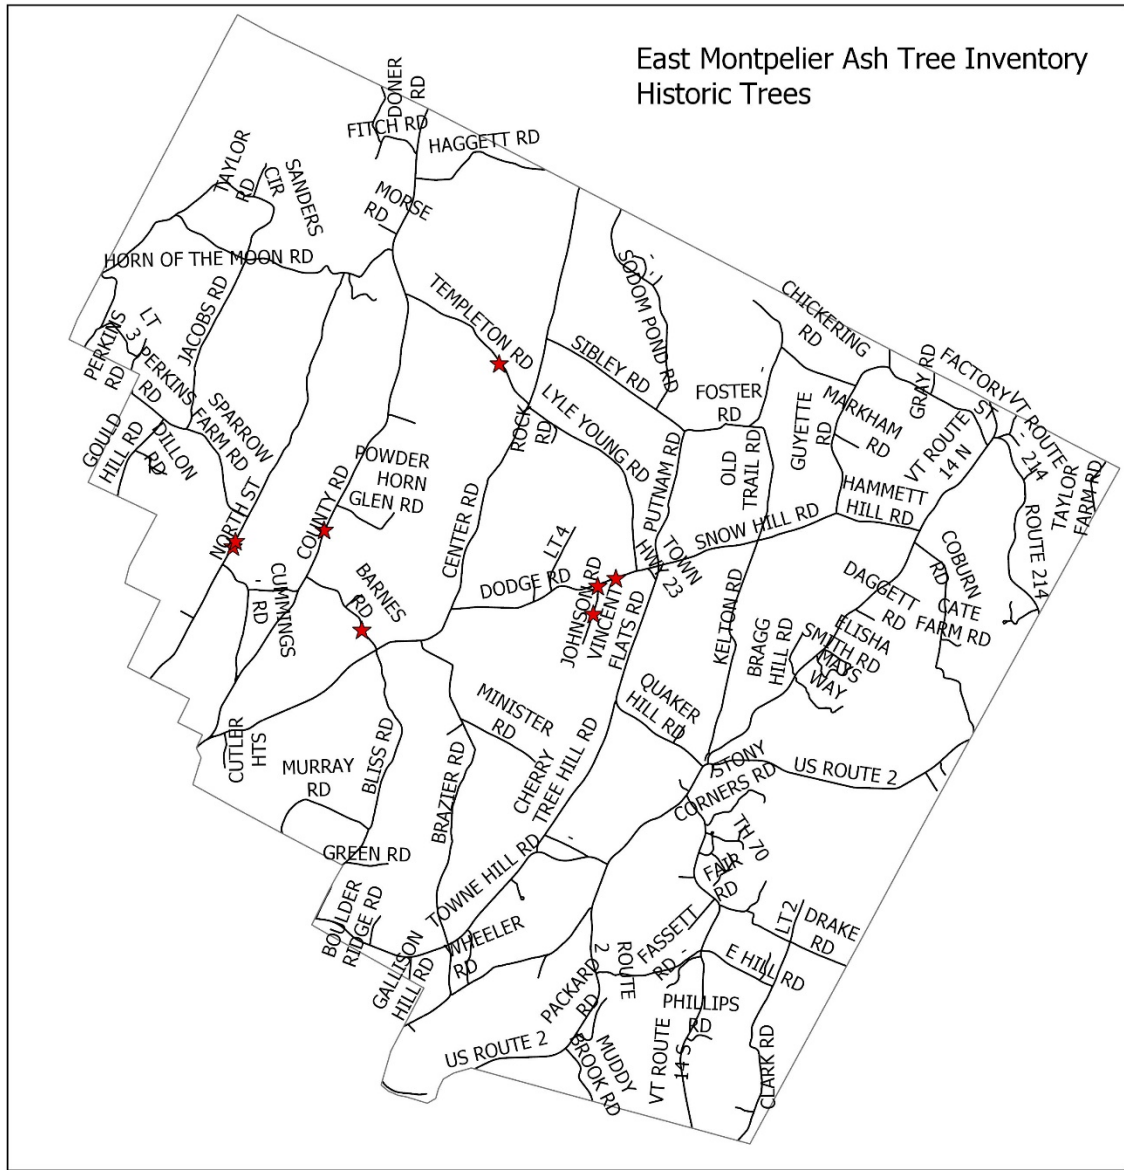 East Montpelier Ash Tree Inventory
Historic Trees
DONER
RD
FITCH RD
HAGGETT RD
TAYLOR
RD
SANDERS
CIR
MORSE
RD
HORN OF THE MOON RD
SODOM POND RD
TEMPLETON RD
CHICKERING
RD
PERKINS
RD
LT
3
JACOBS RD
PERKINS
RD
SIBLEY RD
FOSTER
RD
GRAY RD
FACTORY
ST
VT ROUTE
214
SPARROW
FARM RD
LYLE YOUNG RD
ROCK
RD
GUYETTE
RD
MARKHAM
RD
VT ROUTE
14 N
GOULD
HILL RD
DILLON
RD
POWDER
HORN
GLEN RD
PUTNAM RD
OLD
TRAIL RD
HAMMETT
HILL RD
TAYLOR
FARM RD
ROUTE 214
NORTH ST
COUNTY RD
CENTER RD
SNOW HILL RD
LT 4
TOWN
HWY 23
COBURN
RD
DODGE RD
DAGGETT
RD
CATE
FARM RD
CUMMINGS
RD
BARNES
RD
JOHNSON RD
VINCENT
FLATS RD
KELTON RD
BRAGG
HILL RD
ELISHA
SMITH RD
MAYS
WAY
QUAKER
HILL RD
MINISTER
RD
CUTLER
HTS
MURRAY
RD
BLISS RD
BRAZIER RD
CHERRY
TREE HILL RD
STONY
CORNERS RD
US ROUTE 2
TH 70
GREEN RD
TOWNE HILL RD
FAIR
RD
BOULDER
RIDGE RD
GALLISON
HILL RD
WHEELER
RD
ROUTE
2
FASSETT
RD
LT 2
DRAKE
RD
E HILL RD
PACKARD
RD
PHILLIPS
RD
US ROUTE 2
MUDDY
BROOK RD
VT ROUTE
14 S
CLARK RD